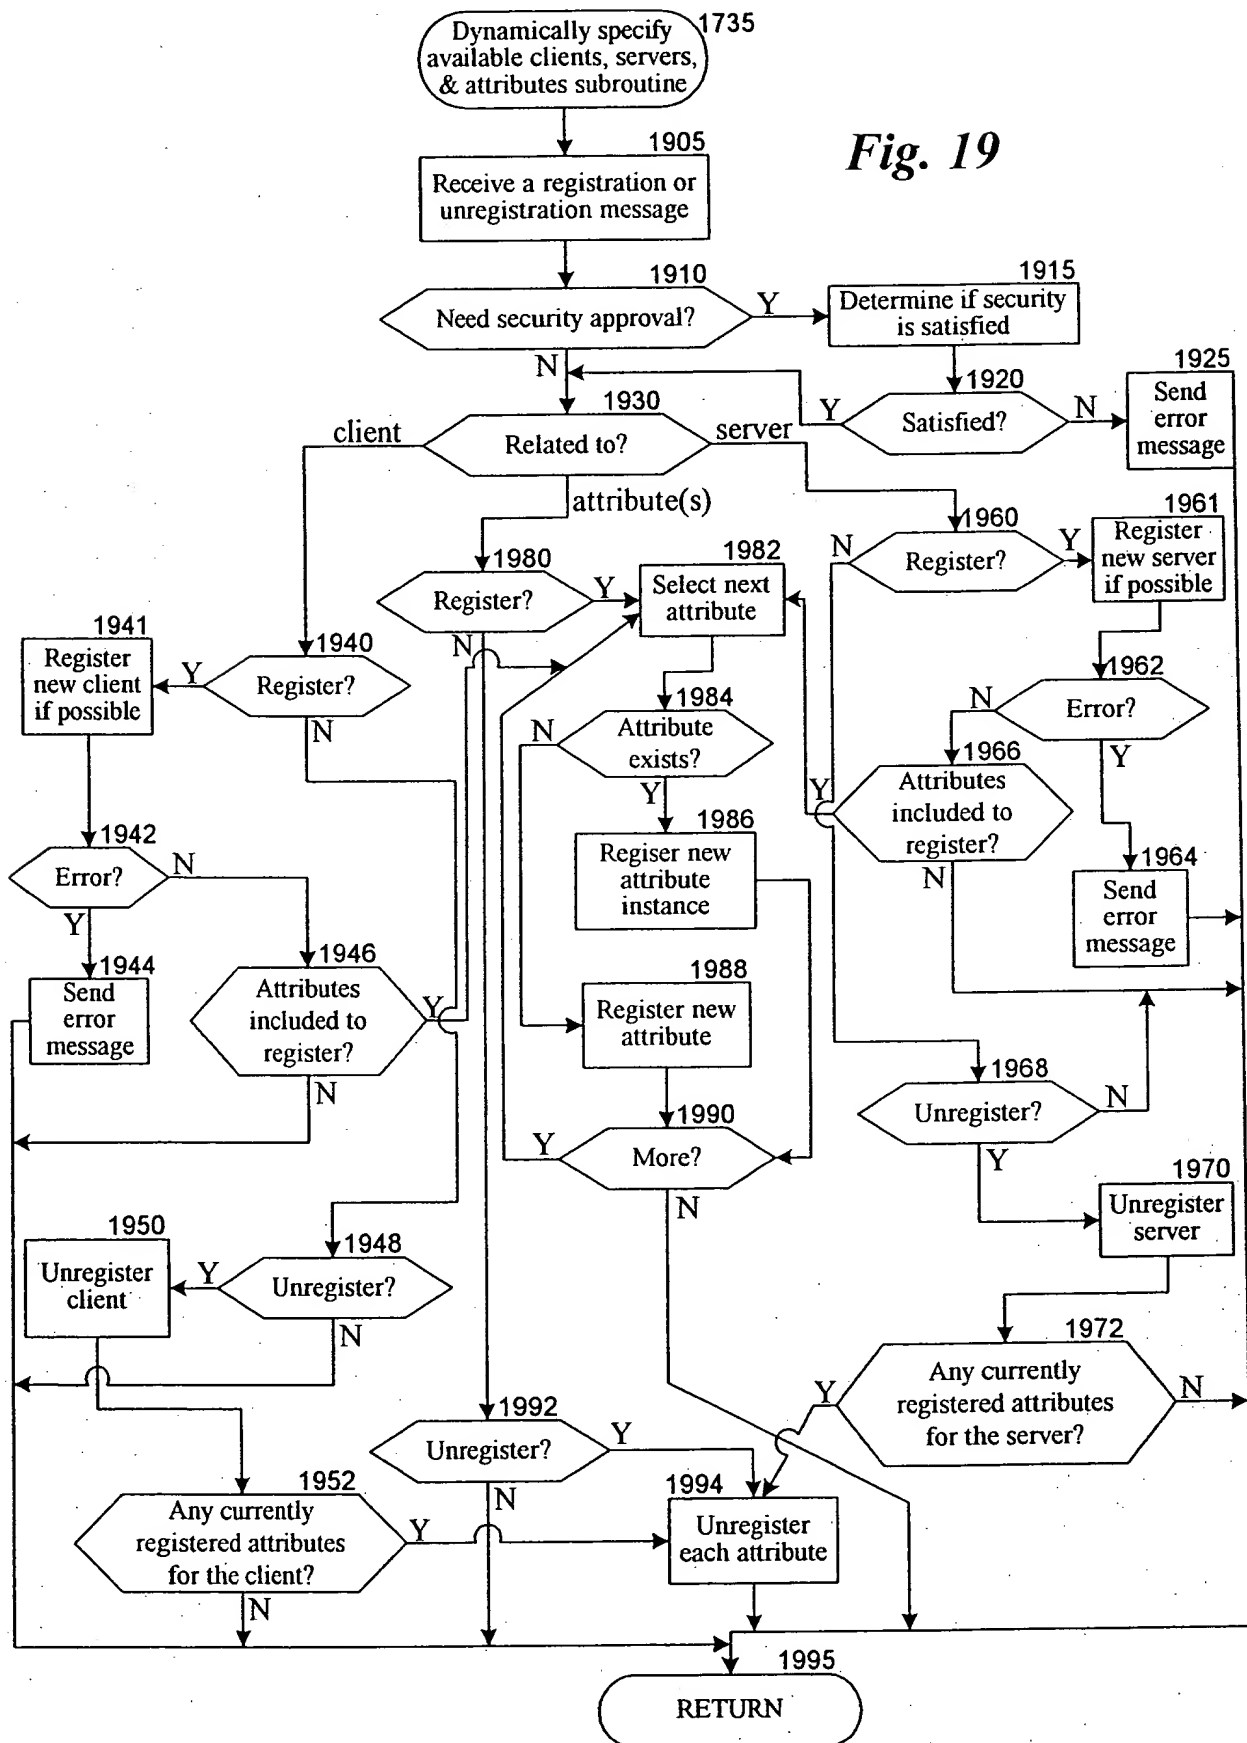 Dynamically specify
available clients, servers,
& attributes subroutine
1735
Fig. 19
1905
Receive a registration or
unregistration message
1910
Need security approval?
Y
N
1915
Determine if security
is satisfied
1920
Satisfied?
Y
N
1925
Send
error
message
1930
Related to?
client
server
attribute(s)
1960
Register?
N
Y
1961
Register
new server
if possible
1980
Register?
Y
N
1982
Select next
attribute
1941
Register
new client
if possible
1940
Register?
Y
N
1962
Error?
N
Y
1984
Attribute
exists?
N
Y
1966
Attributes
included to
register?
Y
N
1986
Regiser new
attribute
instance
1942
Error?
N
Y
1964
Send
error
message
1944
Send
error
message
1946
Attributes
included to
register?
Y
N
1988
Register new
attribute
1968
Unregister?
N
Y
1990
More?
Y
N
1970
Unregister
server
1950
Unregister
client
1948
Unregister?
Y
N
1972
Any currently
registered attributes
for the server?
Y
N
1992
Unregister?
Y
N
1952
Any currently
registered attributes
for the client?
Y
N
1994
Unregister
each attribute
1995
RETURN